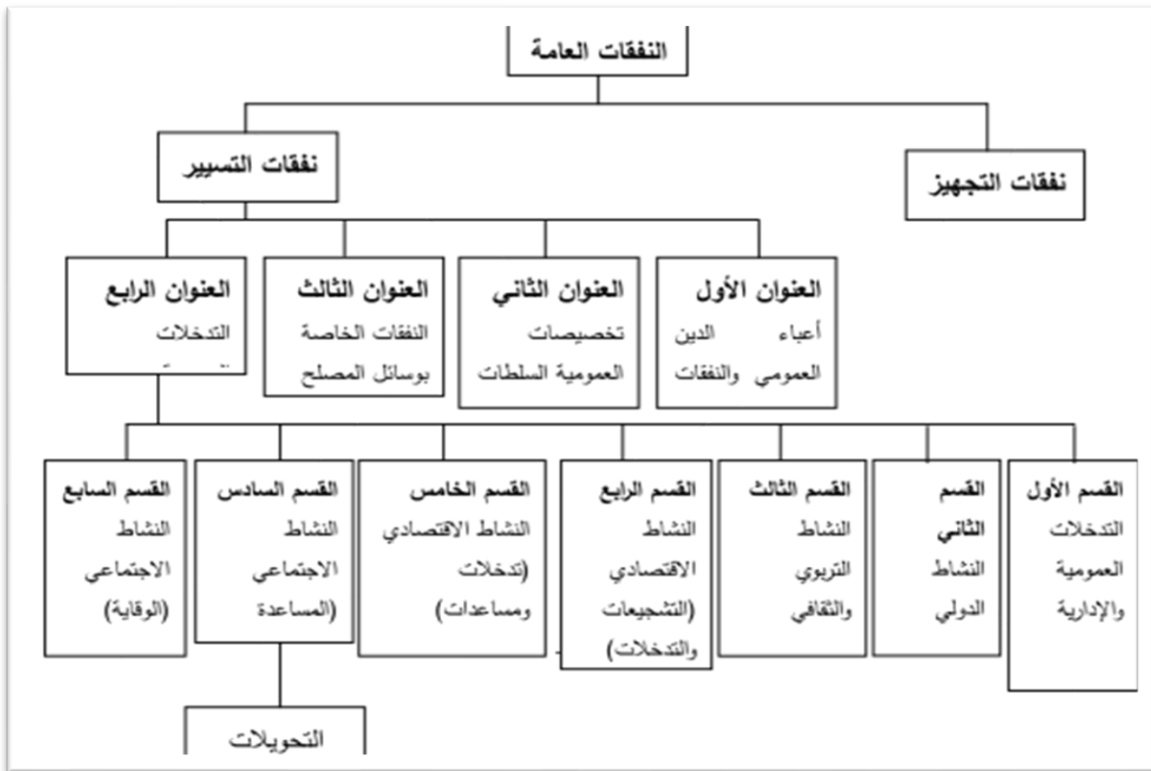 النفقات العامة
نفقات التجهيز
نفقات التسيير
العنوان الأول
أعباء الدين
العمومي والنفقات
العنوان الثاني
تخصيصات
العمومية السلطات
العنوان الثالث
النفقات الخاصة
بوسائل المصلح
العنوان الرابع
التدخلات
القسم الأول
التدخلات
العمومية
والإدارية
القسم
الثاني
النشاط
الدولي
القسم الثالث
النشاط
التربوي
والثقافي
القسم الرابع
النشاط
الاقتصادي
(التشجيعات
والتدخلات)
القسم الخامس
النشاط الاقتصادي
(تدخلات
ومساعدات)
القسم السادس
النشاط
الاجتماعي
(المساعدة
القسم السابع
النشاط
الاجتماعي
(الوقاية)
التحويلات